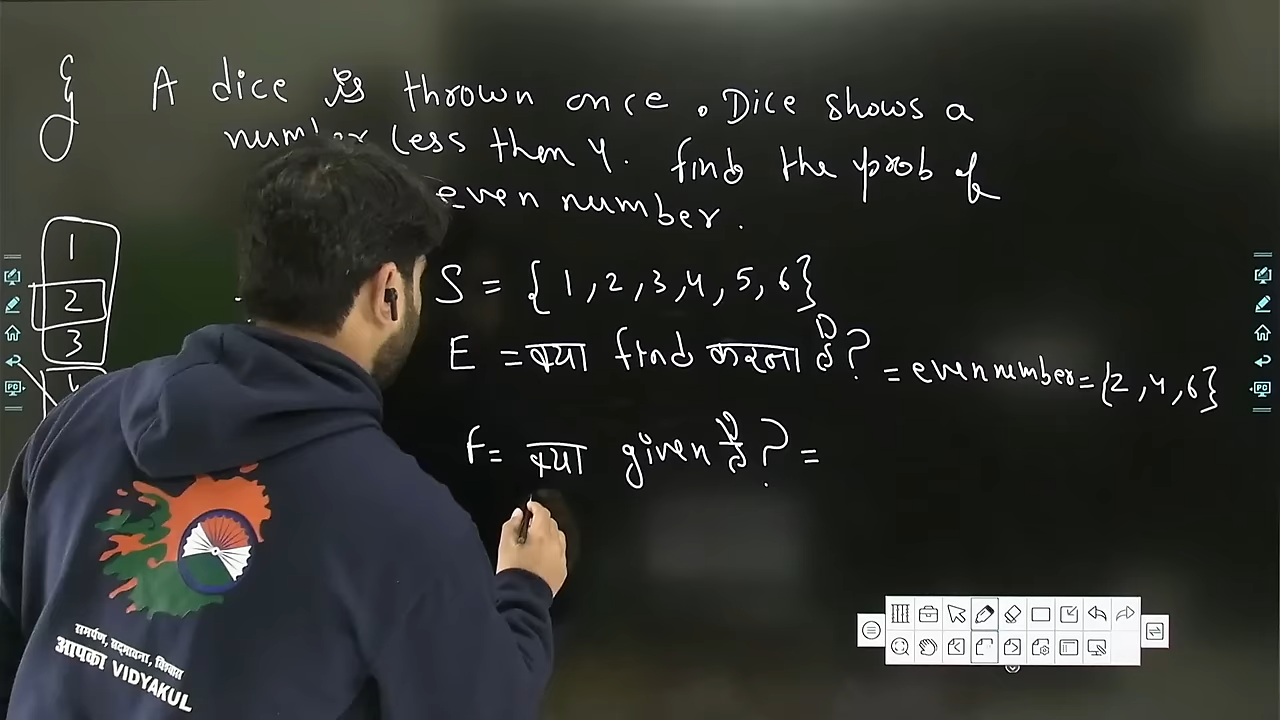 A dice is thrown once. Dice shows a
number less then 4. find the prob of
even number.
1
2
3
S = {1,2,3,4,5,6}
E = क्या find करना है? = even number = {2,4,6}
F = क्या given है? =
समर्पण, सद्भावना, विश्वास
आपका VIDYAKUL